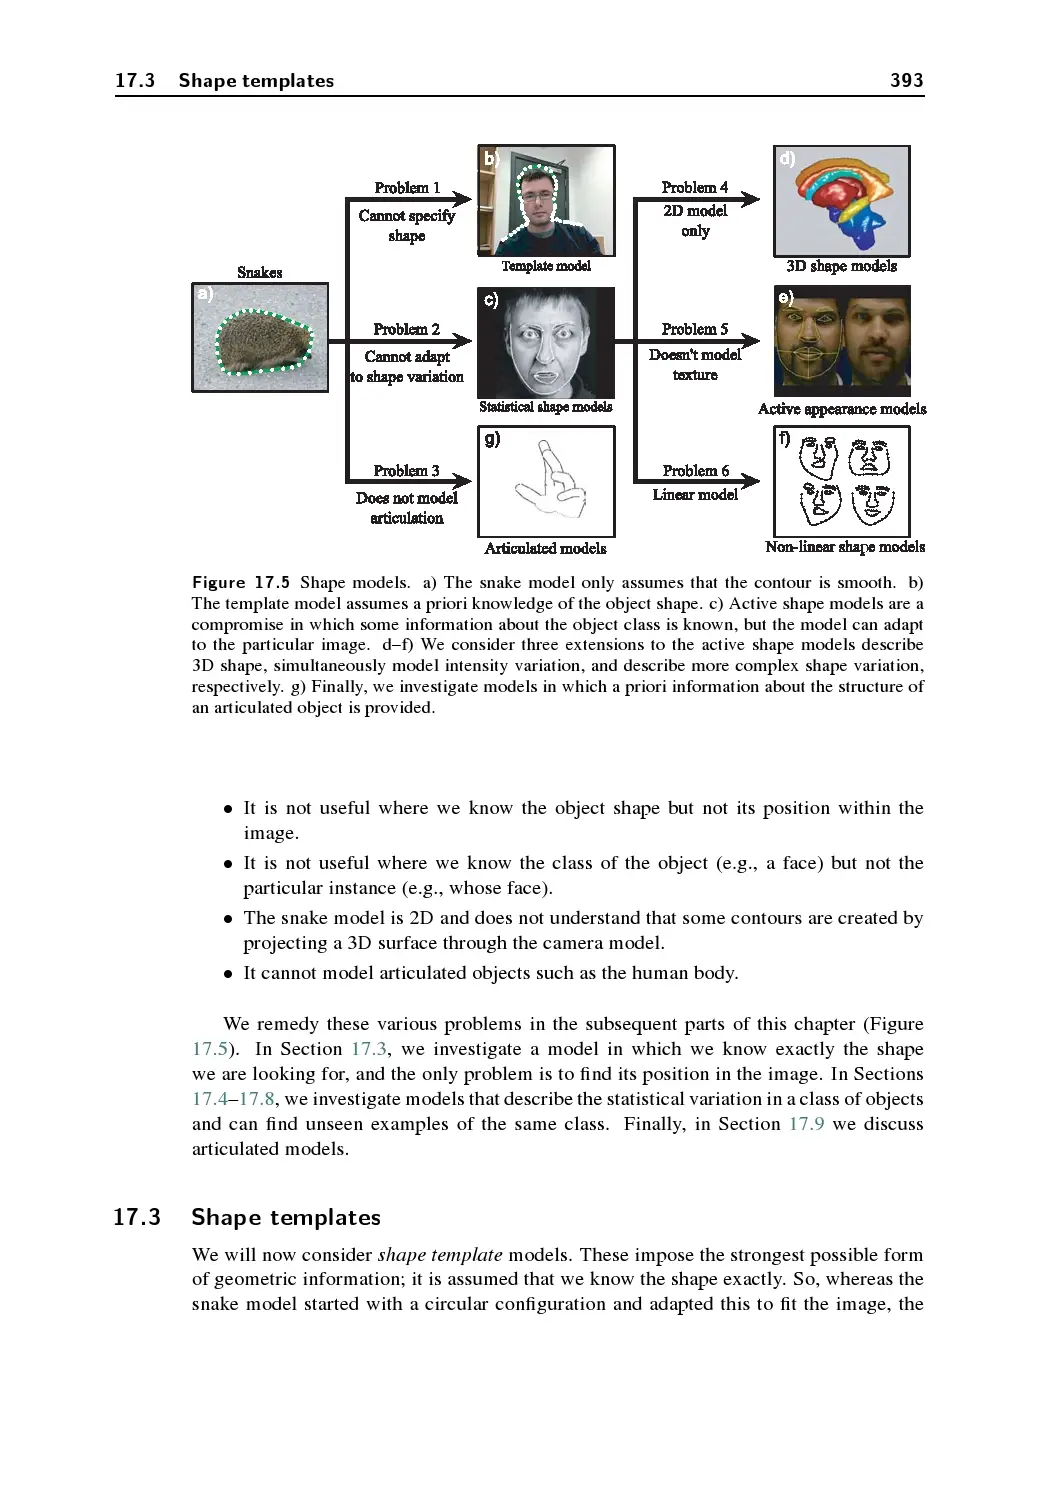 17.3 Shape templates 393
b)
d)
Problem 1
Cannot specify
shape
Problem 4
2D model
only
Template model
3D shape models
Snakes
a)
c)
e)
Problem 2
Cannot adapt
to shape variation
Problem 5
Doesn't model
texture
Statistical shape models
Active appearance models
g)
f)
Problem 3
Does not model
articulation
Problem 6
Linear model
Articulated models
Non-linear shape models
Figure 17.5 Shape models. a) The snake model only assumes that the contour is smooth. b)
The template model assumes a priori knowledge of the object shape. c) Active shape models are a
compromise in which some information about the object class is known, but the model can adapt
to the particular image. d–f) We consider three extensions to the active shape models describe
3D shape, simultaneously model intensity variation, and describe more complex shape variation,
respectively. g) Finally, we investigate models in which a priori information about the structure of
an articulated object is provided.
• It is not useful where we know the object shape but not its position within the
image.
• It is not useful where we know the class of the object (e.g., a face) but not the
particular instance (e.g., whose face).
• The snake model is 2D and does not understand that some contours are created by
projecting a 3D surface through the camera model.
• It cannot model articulated objects such as the human body.
We remedy these various problems in the subsequent parts of this chapter (Figure
17.5). In Section 17.3, we investigate a model in which we know exactly the shape
we are looking for, and the only problem is to find its position in the image. In Sections
17.4–17.8, we investigate models that describe the statistical variation in a class of objects
and can find unseen examples of the same class. Finally, in Section 17.9 we discuss
articulated models.
17.3 Shape templates
We will now consider shape template models. These impose the strongest possible form
of geometric information; it is assumed that we know the shape exactly. So, whereas the
snake model started with a circular configuration and adapted this to fit the image, the